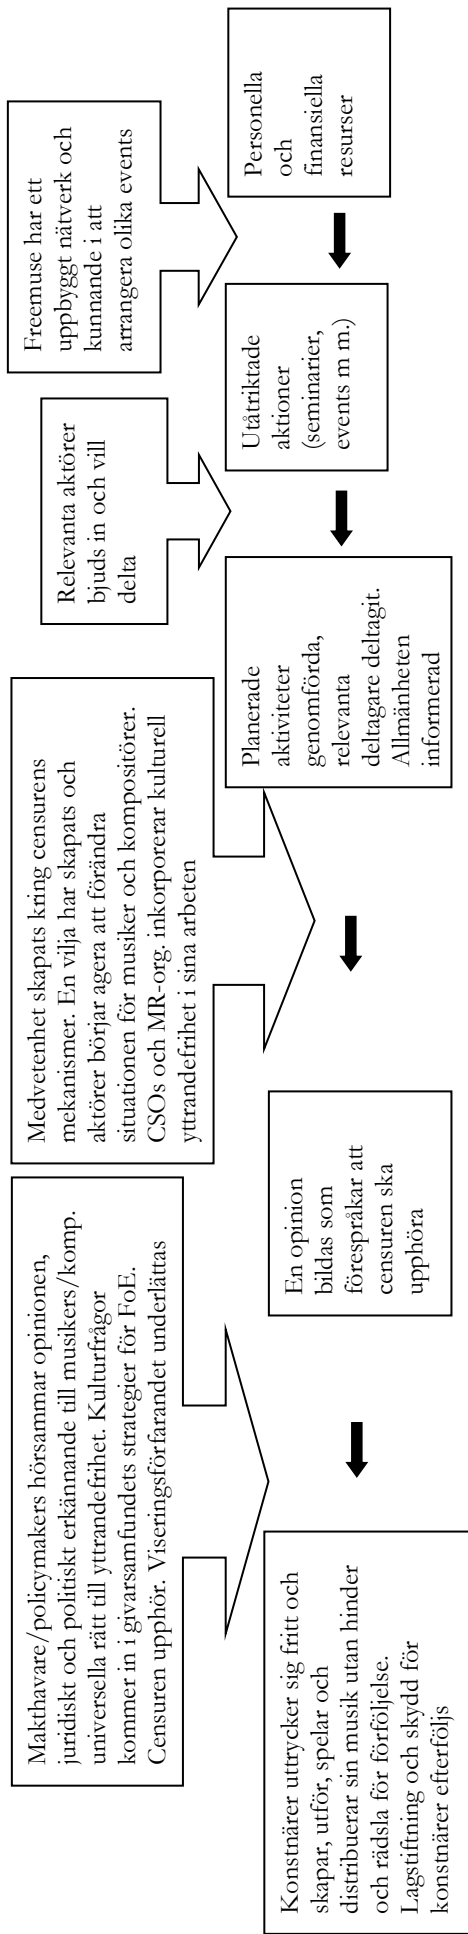 Makthavare/policymakers hörsammar opinionen,
juridiskt och politiskt erkännande till musikers/komp.
universella rätt till yttrandefrihet. Kulturfrågor
kommer in i givarsamfundets strategier för FoE.
Censuren upphör. Viseringsförfarandet underlättas
Medvetenhet skapats kring censurens
mekanismer. En vilja har skapats och
aktörer börjar agera att förändra
situationen för musiker och kompositörer.
CSOs och MR-org. inkorporerar kulturell
yttrandefrihet i sina arbeten
Relevanta aktörer
bjuds in och vill
delta
Freemuse har ett
uppbyggt nätverk och
kunnande i att
arrangera olika events
Konstnärer uttrycker sig fritt och
skapar, utför, spelar och
distribuerar sin musik utan hinder
och rädsla för förföljelse.
Lagstiftning och skydd för
konstnärer efterföljs
En opinion
bildas som
förespråkar att
censuren ska
upphöra
Planerade
aktiviteter
genomförda,
relevanta
deltagare deltagit.
Allmänheten
informerad
Utåtriktade
aktioner
(seminarier,
events m m.)
Personella
och
finansiella
resurser